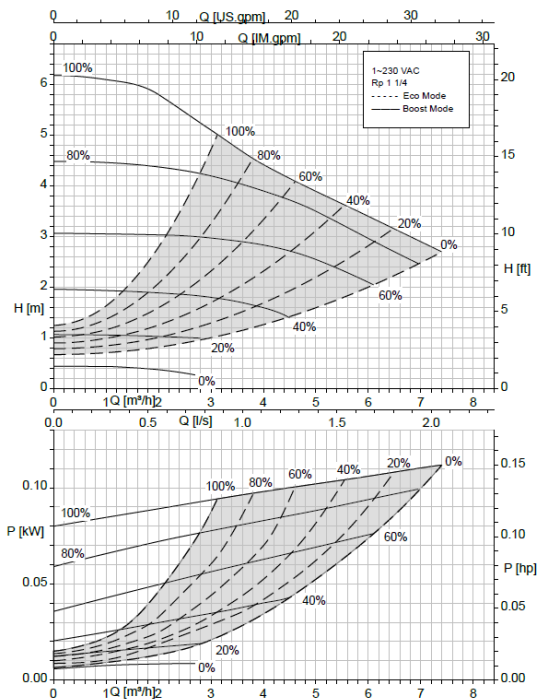 0 10 20 30
Q [US.gpm]
0 10 20 30
Q [IM.gpm]
1~230 VAC
Rp 1 1/4
Eco Mode
Boost Mode
100%
6
20
100%
5
80%
80%
15
60%
4
40%
20%
3
0%
10
H [ft]
2
60%
H [m]
5
40%
1
20%
0%
0
0
0 1 Q [m³/h] 2 3 4 5 6 7 8
0.0 0.5 Q [l/s] 1.0 1.5 2.0
0%
20%
40%
60%
80%
100%
0.15
0.10
100%
P [kW]
60%
0.10
80%
P [hp]
0.05
40%
0.05
20%
0%
0.00
0.00
0 1 Q [m³/h] 2 3 4 5 6 7 8